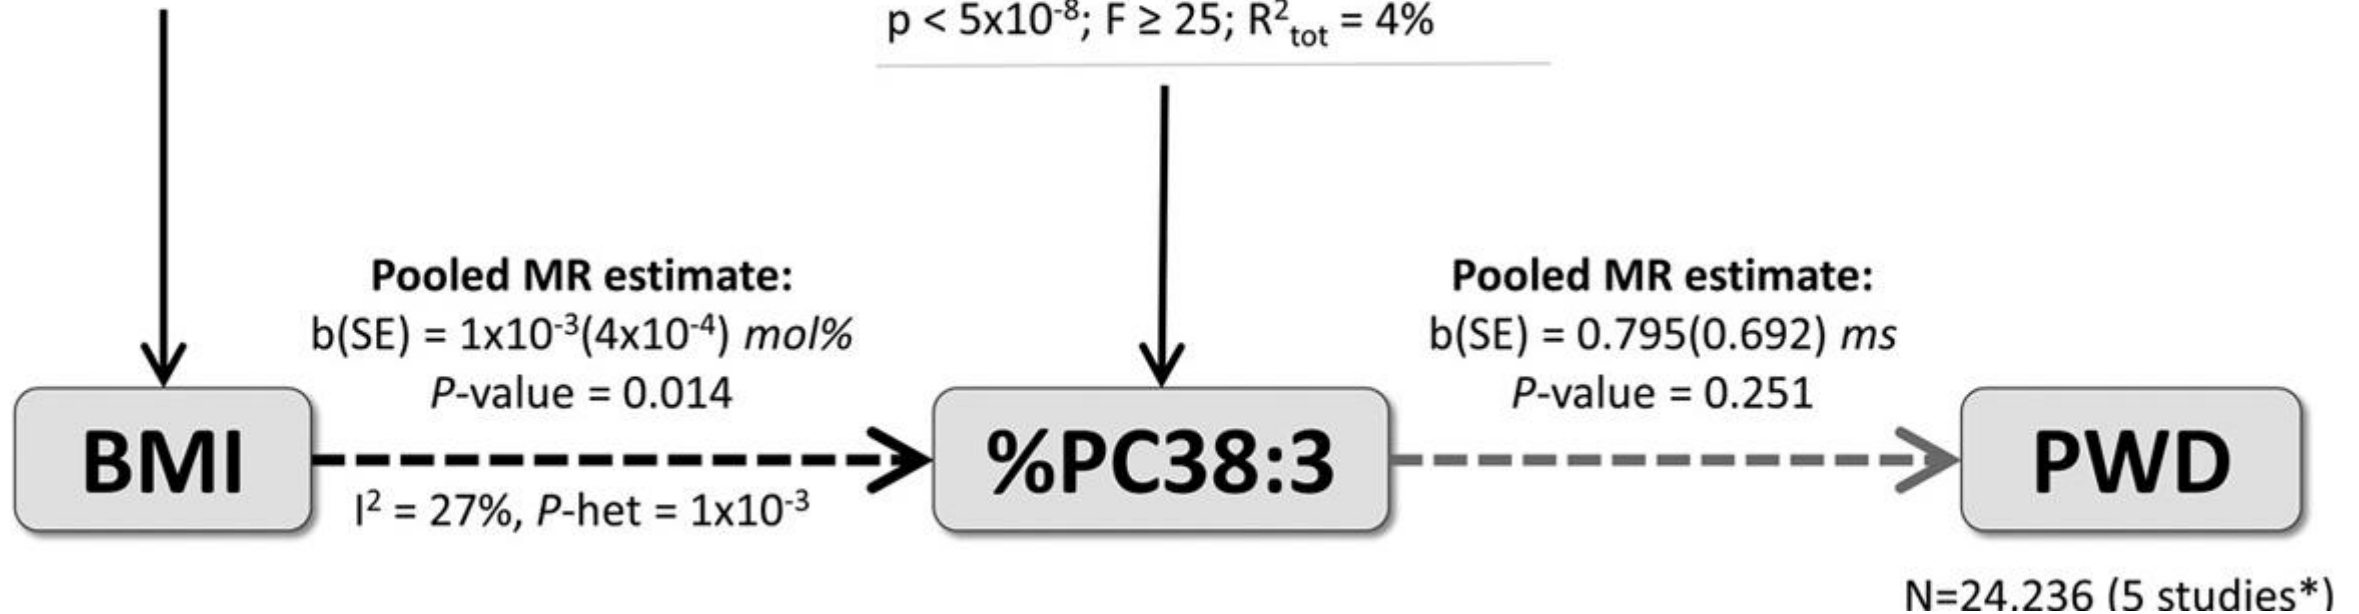 p < 5x10⁻⁸; F ≥ 25; R²tot = 4%
Pooled MR estimate:
b(SE) = 1x10⁻³(4x10⁻⁴) mol%
P-value = 0.014
Pooled MR estimate:
b(SE) = 0.795(0.692) ms
P-value = 0.251
BMI
%PC38:3
PWD
I² = 27%, P-het = 1x10⁻³
N=24,236 (5 studies*)